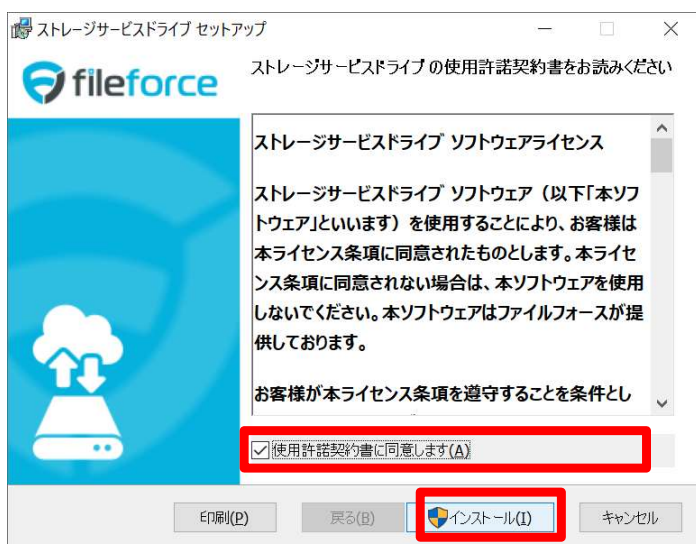 ストレージサービスドライブ セットアップ
fileforce
ストレージサービスドライブ の使用許諾契約書をお読みください
ストレージサービスドライブ ソフトウェアライセンス
ストレージサービスドライブ ソフトウェア（以下「本ソフ
トウェア」といいます）を使用することにより、お客様は
本ライセンス条項に同意されたものとします。本ライセ
ンス条項に同意されない場合は、本ソフトウェアを使用
しないでください。本ソフトウェアはファイルフォースが提
供しております。
お客様が本ライセンス条項を遵守することを条件とし
使用許諾契約書に同意します(A)
印刷(P)
戻る(B)
インストール(I)
キャンセル